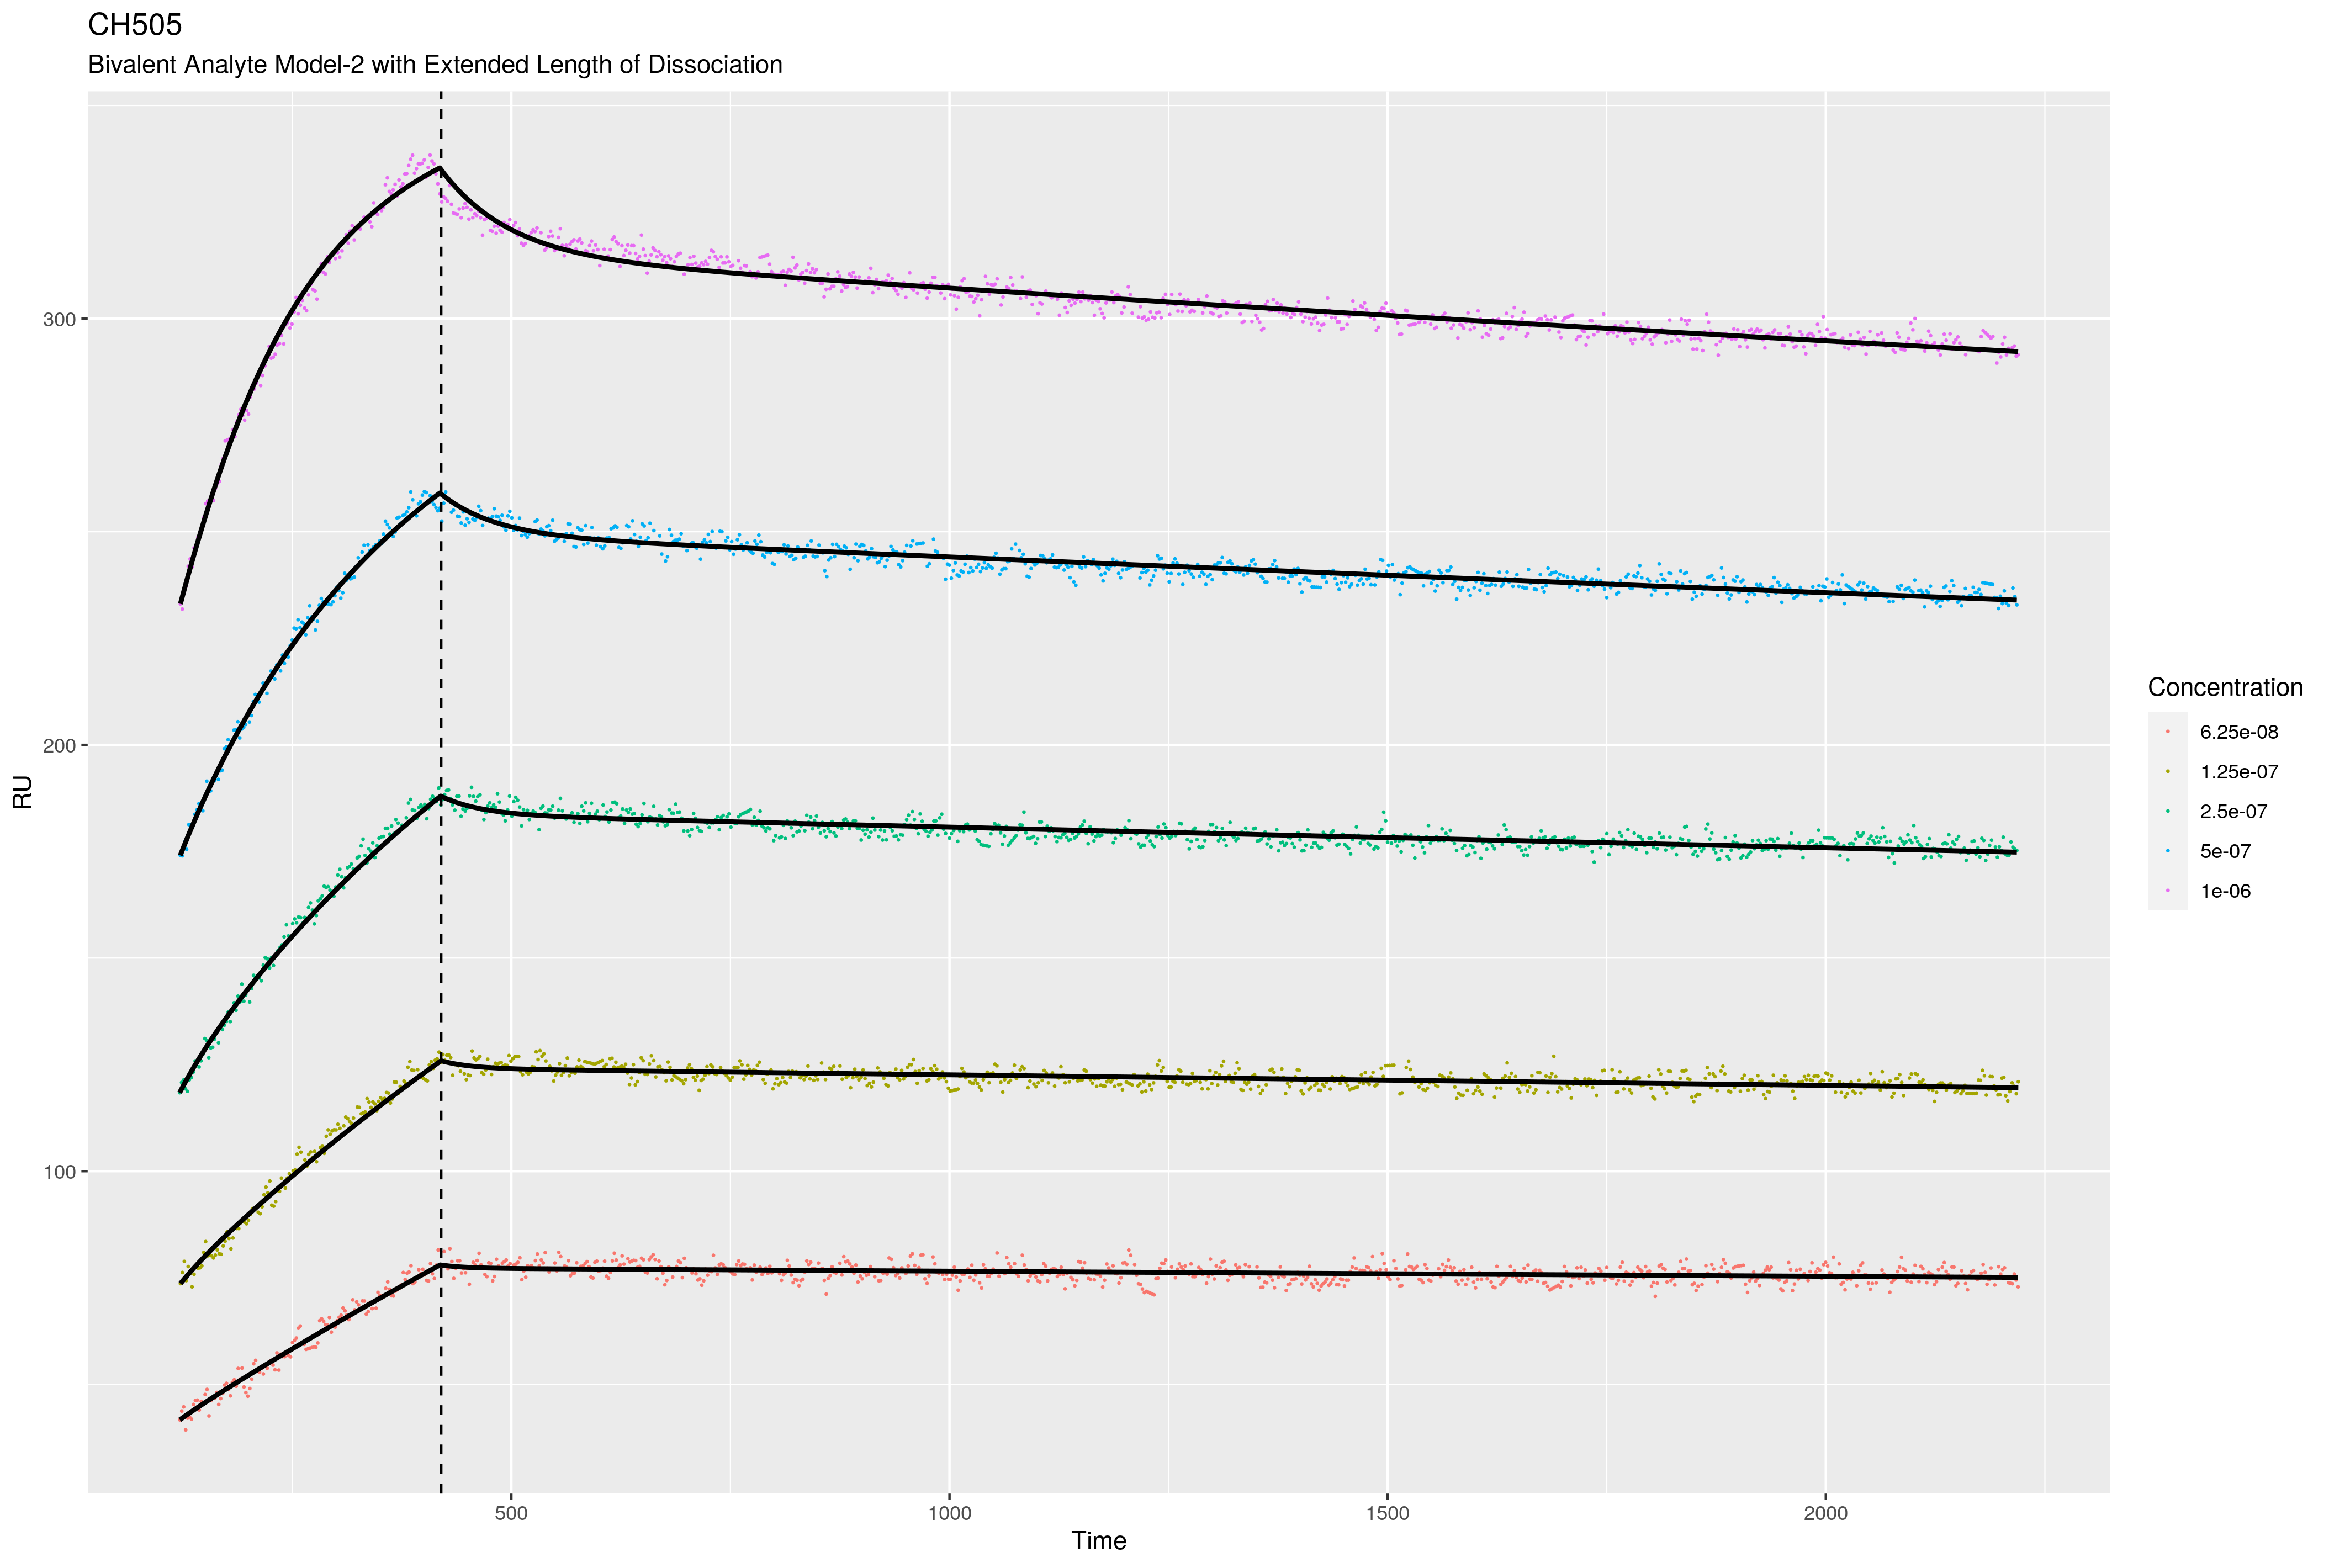 CH505
Bivalent Analyte Model-2 with Extended Length of Dissociation
300
200
100
RU
500 1000 1500 2000
Time
Concentration
6.25e-08
1.25e-07
2.5e-07
5e-07
1e-06